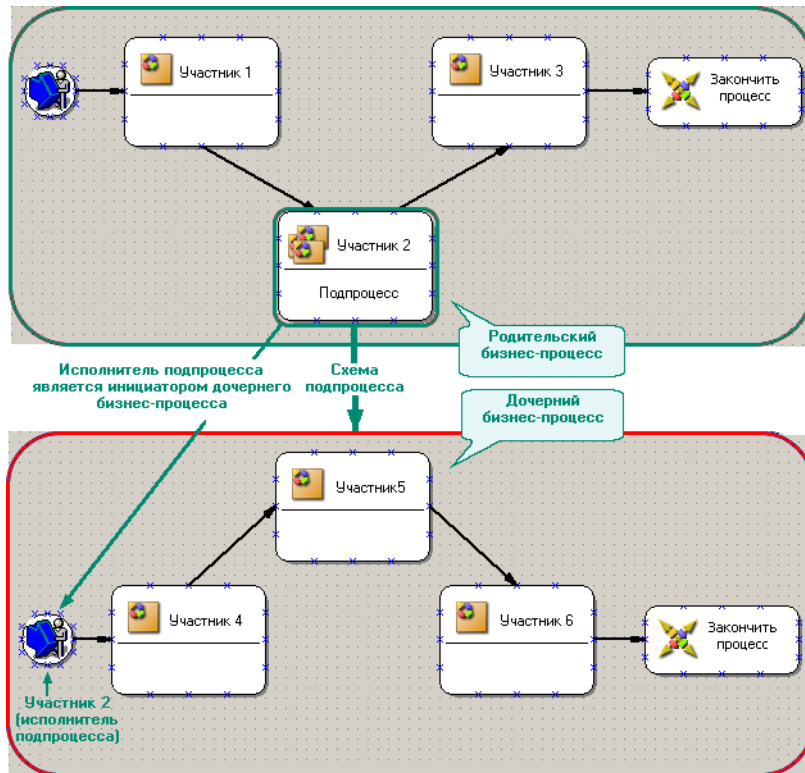 Участник 1
Участник 3
Закончить
процесс
Участник 2
Подпроцесс
Родительский
бизнес-процесс
Исполнитель подпроцесса
является инициатором дочернего
бизнес-процесса
Схема
подпроцесса
Дочерний
бизнес-процесс
Участник5
Участник 4
Участник 6
Закончить
процесс
Участник 2
(исполнитель
подпроцесса)